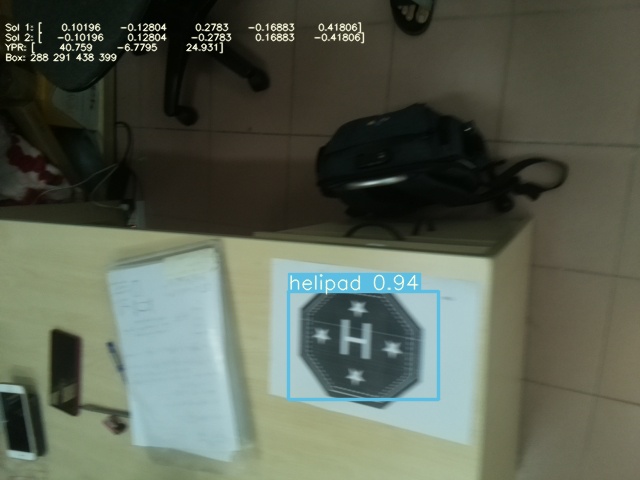 Sol 1: [ 0.10196 -0.12804 0.2783 -0.16883 0.41806]
Sol 2: [ -0.10196 0.12804 -0.2783 0.16883 -0.41806]
YPR: [ 40.759 -6.7795 24.931]
Box: 288 291 438 399
helipad 0.94
H